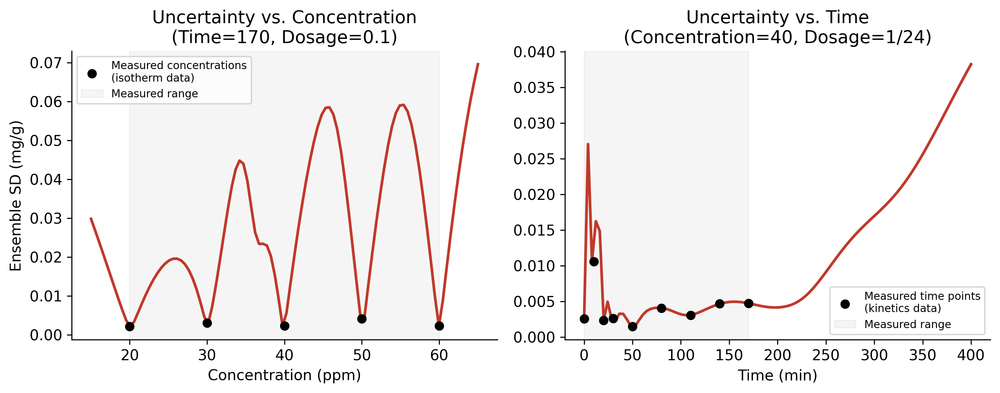 Uncertainty vs. Concentration
(Time=170, Dosage=0.1)
Ensemble SD (mg/g)
0.07
0.06
0.05
0.04
0.03
0.02
0.01
0.00
Measured concentrations
(isotherm data)
Measured range
20 30 40 50 60
Concentration (ppm)
Uncertainty vs. Time
(Concentration=40, Dosage=1/24)
0.040
0.035
0.030
0.025
0.020
0.015
0.010
0.005
0.000
Measured time points
(kinetics data)
Measured range
0 50 100 150 200 250 300 350 400
Time (min)